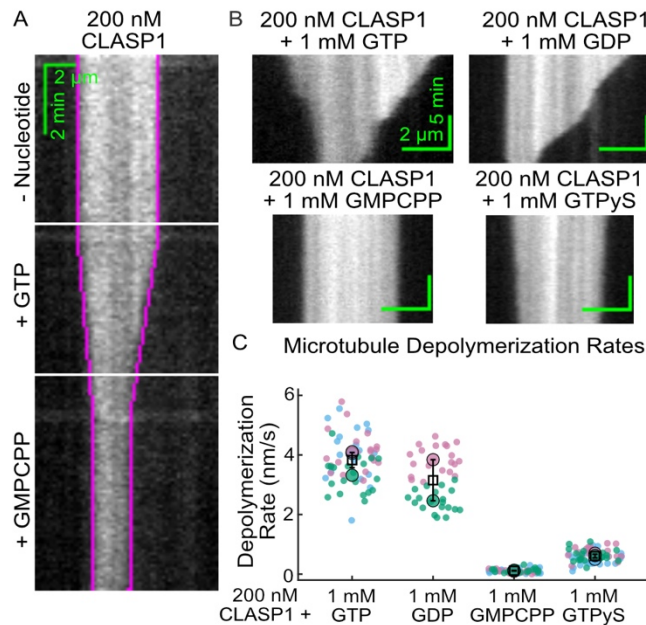 A
200 nM
CLASP1
2 μm
2 min
- Nucleotide
+ GTP
+ GMPCPP
B
200 nM CLASP1
+ 1 mM GTP
200 nM CLASP1
+ 1 mM GDP
2 μm
5 min
200 nM CLASP1
+ 1 mM GMPCPP
200 nM CLASP1
+ 1 mM GTPyS
C
Microtubule Depolymerization Rates
Depolymerization
Rate (nm/s)
6
4
2
0
200 nM
CLASP1 +
1 mM
GTP
1 mM
GDP
1 mM
GMPCPP
1 mM
GTPyS